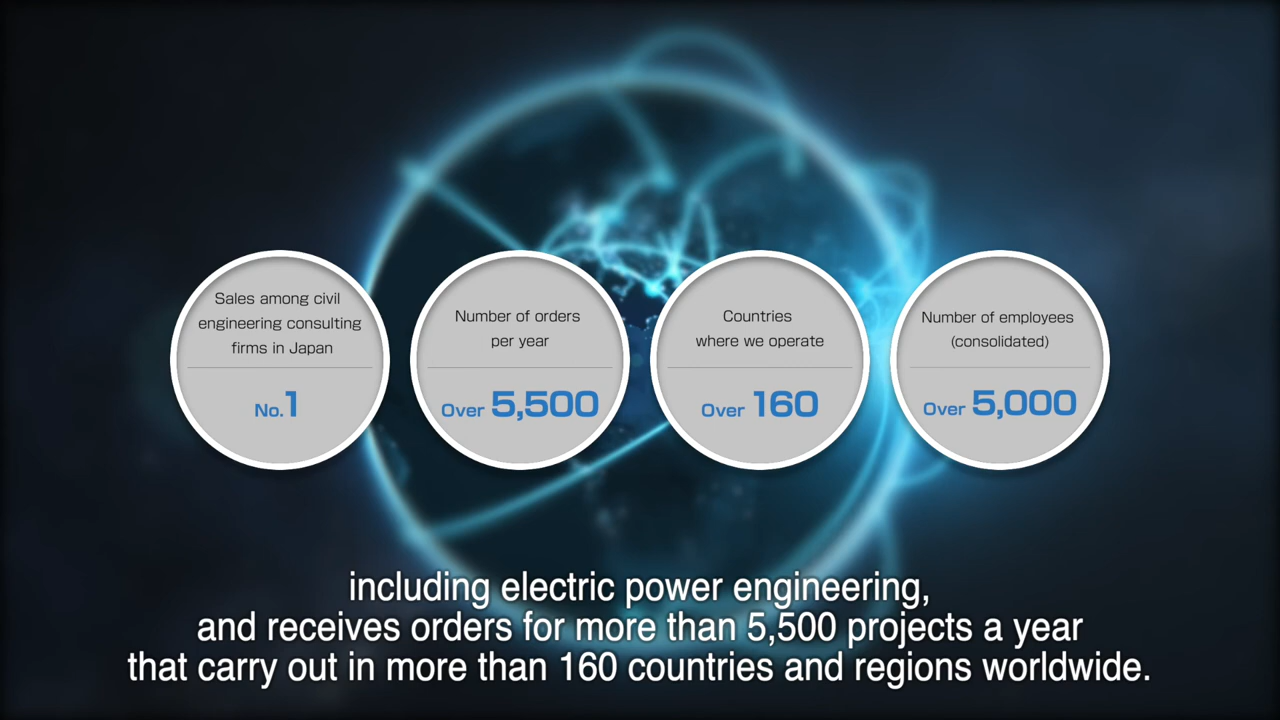 Sales among civil
engineering consulting
firms in Japan
No.1
Number of orders
per year
Over 5,500
Countries
where we operate
Over 160
Number of employees
(consolidated)
Over 5,000
including electric power engineering,
and receives orders for more than 5,500 projects a year
that carry out in more than 160 countries and regions worldwide.